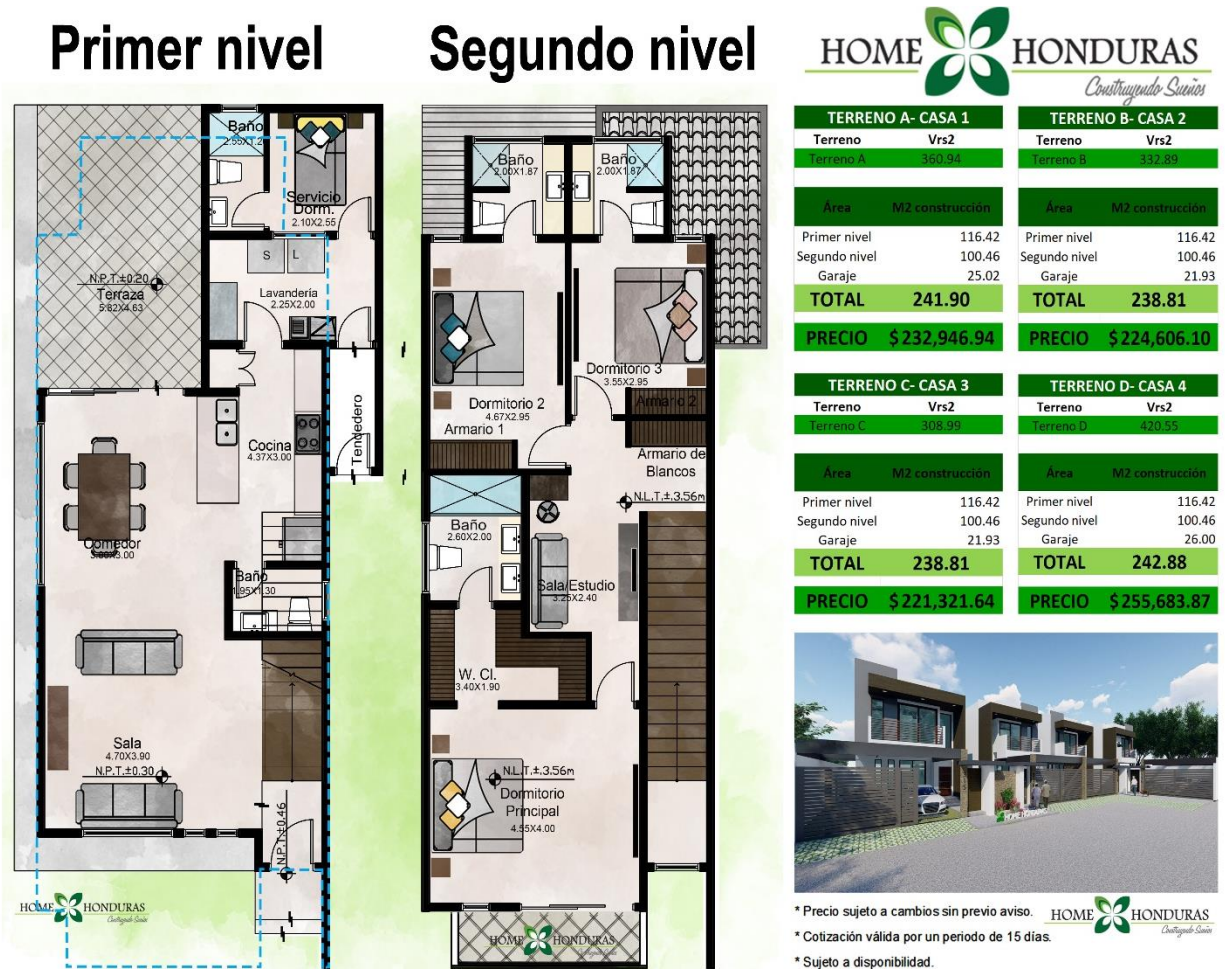 Primer nivel
Baño
2.55X1.20
Servicio
Dorm.
2.10X2.55
S L
N.P.T.±0.20
Terraza
5.82X4.63
Lavandería
2.25X2.00
Tendedero
Cocina
4.37X3.00
Comedor
Baño
1.95X1.30
Sala
4.70X3.90
N.P.T.±0.30
N.P.T.±0.46
HOME HONDURAS
Construyendo Sueños
Segundo nivel
Baño
2.00X1.87
Baño
2.00X1.87
Dormitorio 3
3.55X2.95
Armario 2
Dormitorio 2
4.67X2.95
Armario 1
Armario de
Blancos
N.L.T.±.3.56m
Baño
2.60X2.00
Sala/Estudio
3.25X2.40
W. Cl.
3.40X1.90
N.L.T.±.3.56m
Dormitorio
Principal
4.55X4.00
HOME HONDURAS
Construyendo Sueños
HOME HONDURAS
Construyendo Sueños
TERRENO A- CASA 1
Terreno Vrs2
Terreno A 360.94
Área M2 construcción
Primer nivel 116.42
Segundo nivel 100.46
Garaje 25.02
TOTAL 241.90
PRECIO $232,946.94
TERRENO B- CASA 2
Terreno Vrs2
Terreno B 332.89
Área M2 construcción
Primer nivel 116.42
Segundo nivel 100.46
Garaje 21.93
TOTAL 238.81
PRECIO $224,606.10
TERRENO C- CASA 3
Terreno Vrs2
Terreno C 308.99
Área M2 construcción
Primer nivel 116.42
Segundo nivel 100.46
Garaje 21.93
TOTAL 238.81
PRECIO $221,321.64
TERRENO D- CASA 4
Terreno Vrs2
Terreno D 420.55
Área M2 construcción
Primer nivel 116.42
Segundo nivel 100.46
Garaje 26.00
TOTAL 242.88
PRECIO $255,683.87
* Precio sujeto a cambios sin previo aviso.
* Cotización válida por un periodo de 15 días.
* Sujeto a disponibilidad.
HOME HONDURAS
Construyendo Sueños